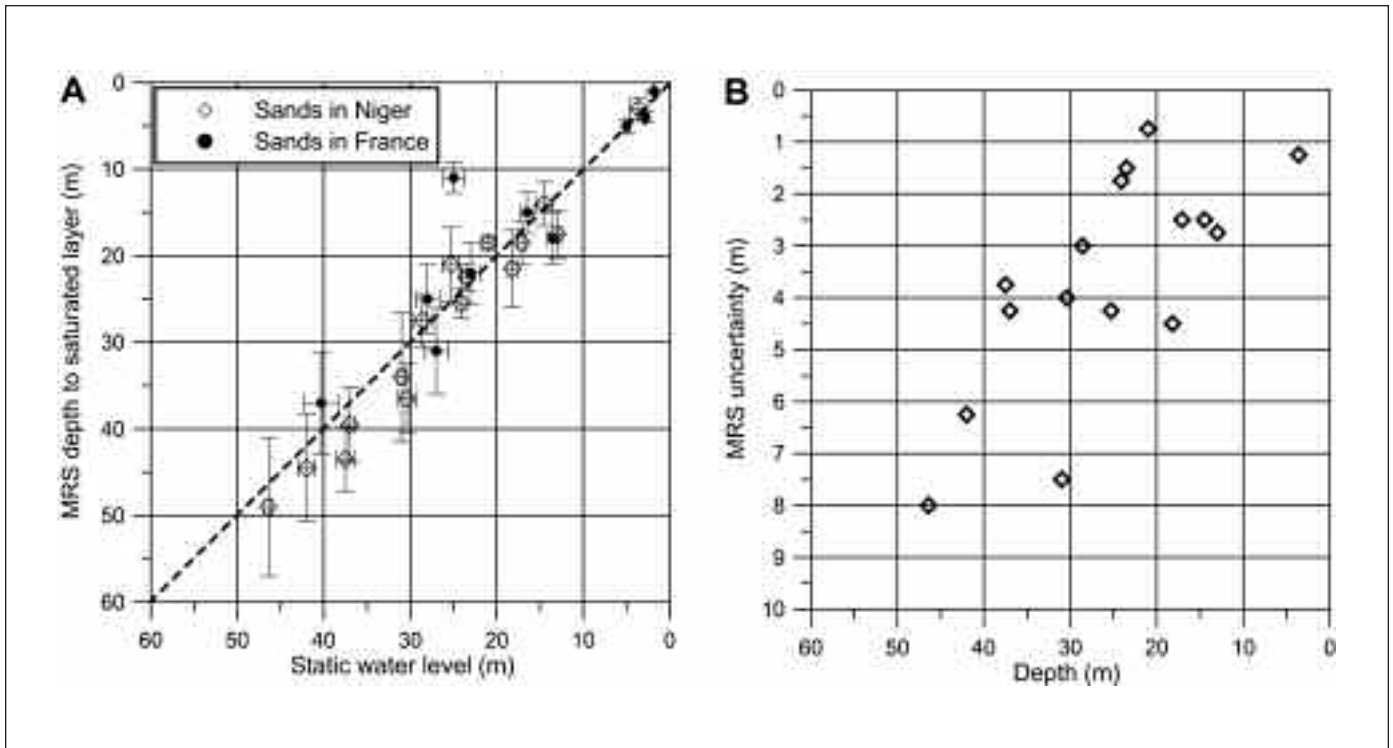 A
Sands in Niger
Sands in France
MRS depth to saturated layer (m)
0
10
20
30
40
50
60
60 50 40 30 20 10 0
Static water level (m)
B
MRS uncertainty (m)
0
1
2
3
4
5
6
7
8
9
10
60 50 40 30 20 10 0
Depth (m)